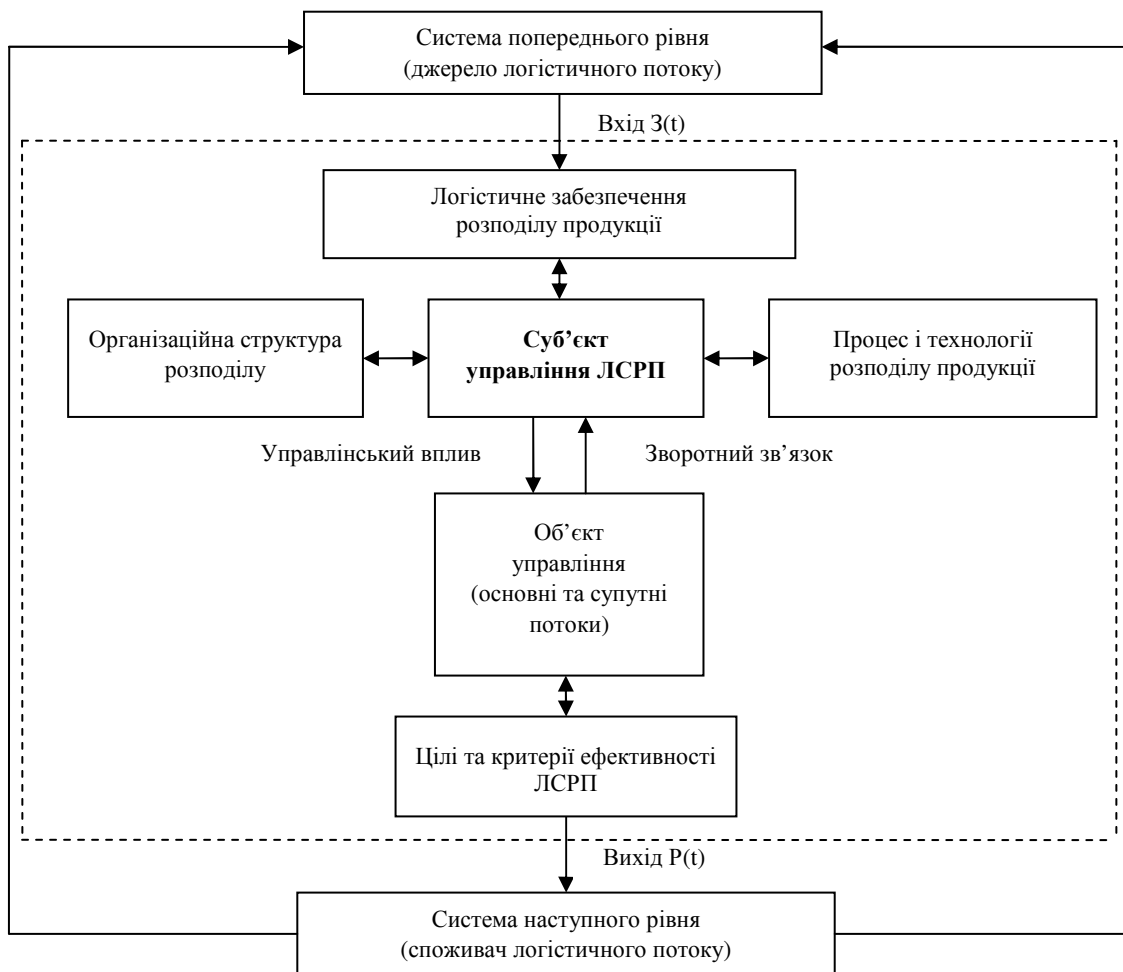 Система попереднього рівня
(джерело логістичного потоку)
Вхід З(t)
Логістичне забезпечення
розподілу продукції
Організаційна структура
розподілу
Суб’єкт
управління ЛСРП
Процес і технології
розподілу продукції
Управлінський вплив
Зворотний зв’язок
Об’єкт
управління
(основні та супутні
потоки)
Цілі та критерії ефективності
ЛСРП
Вихід Р(t)
Система наступного рівня
(споживач логістичного потоку)